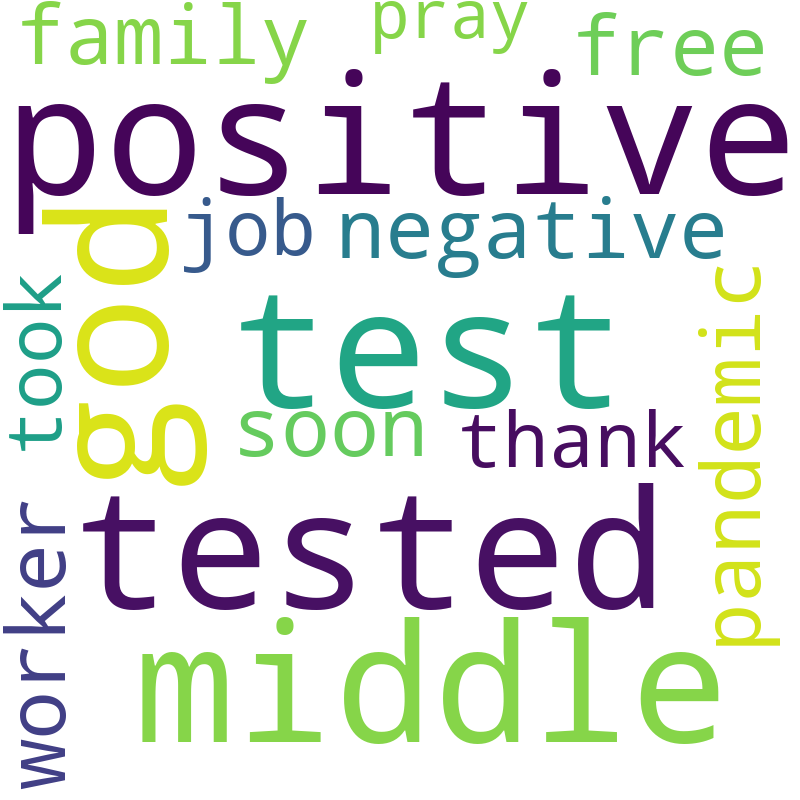 family
pray
free
positive
god
job
negative
took
test
pandemic
soon
thank
tested
worker
middle